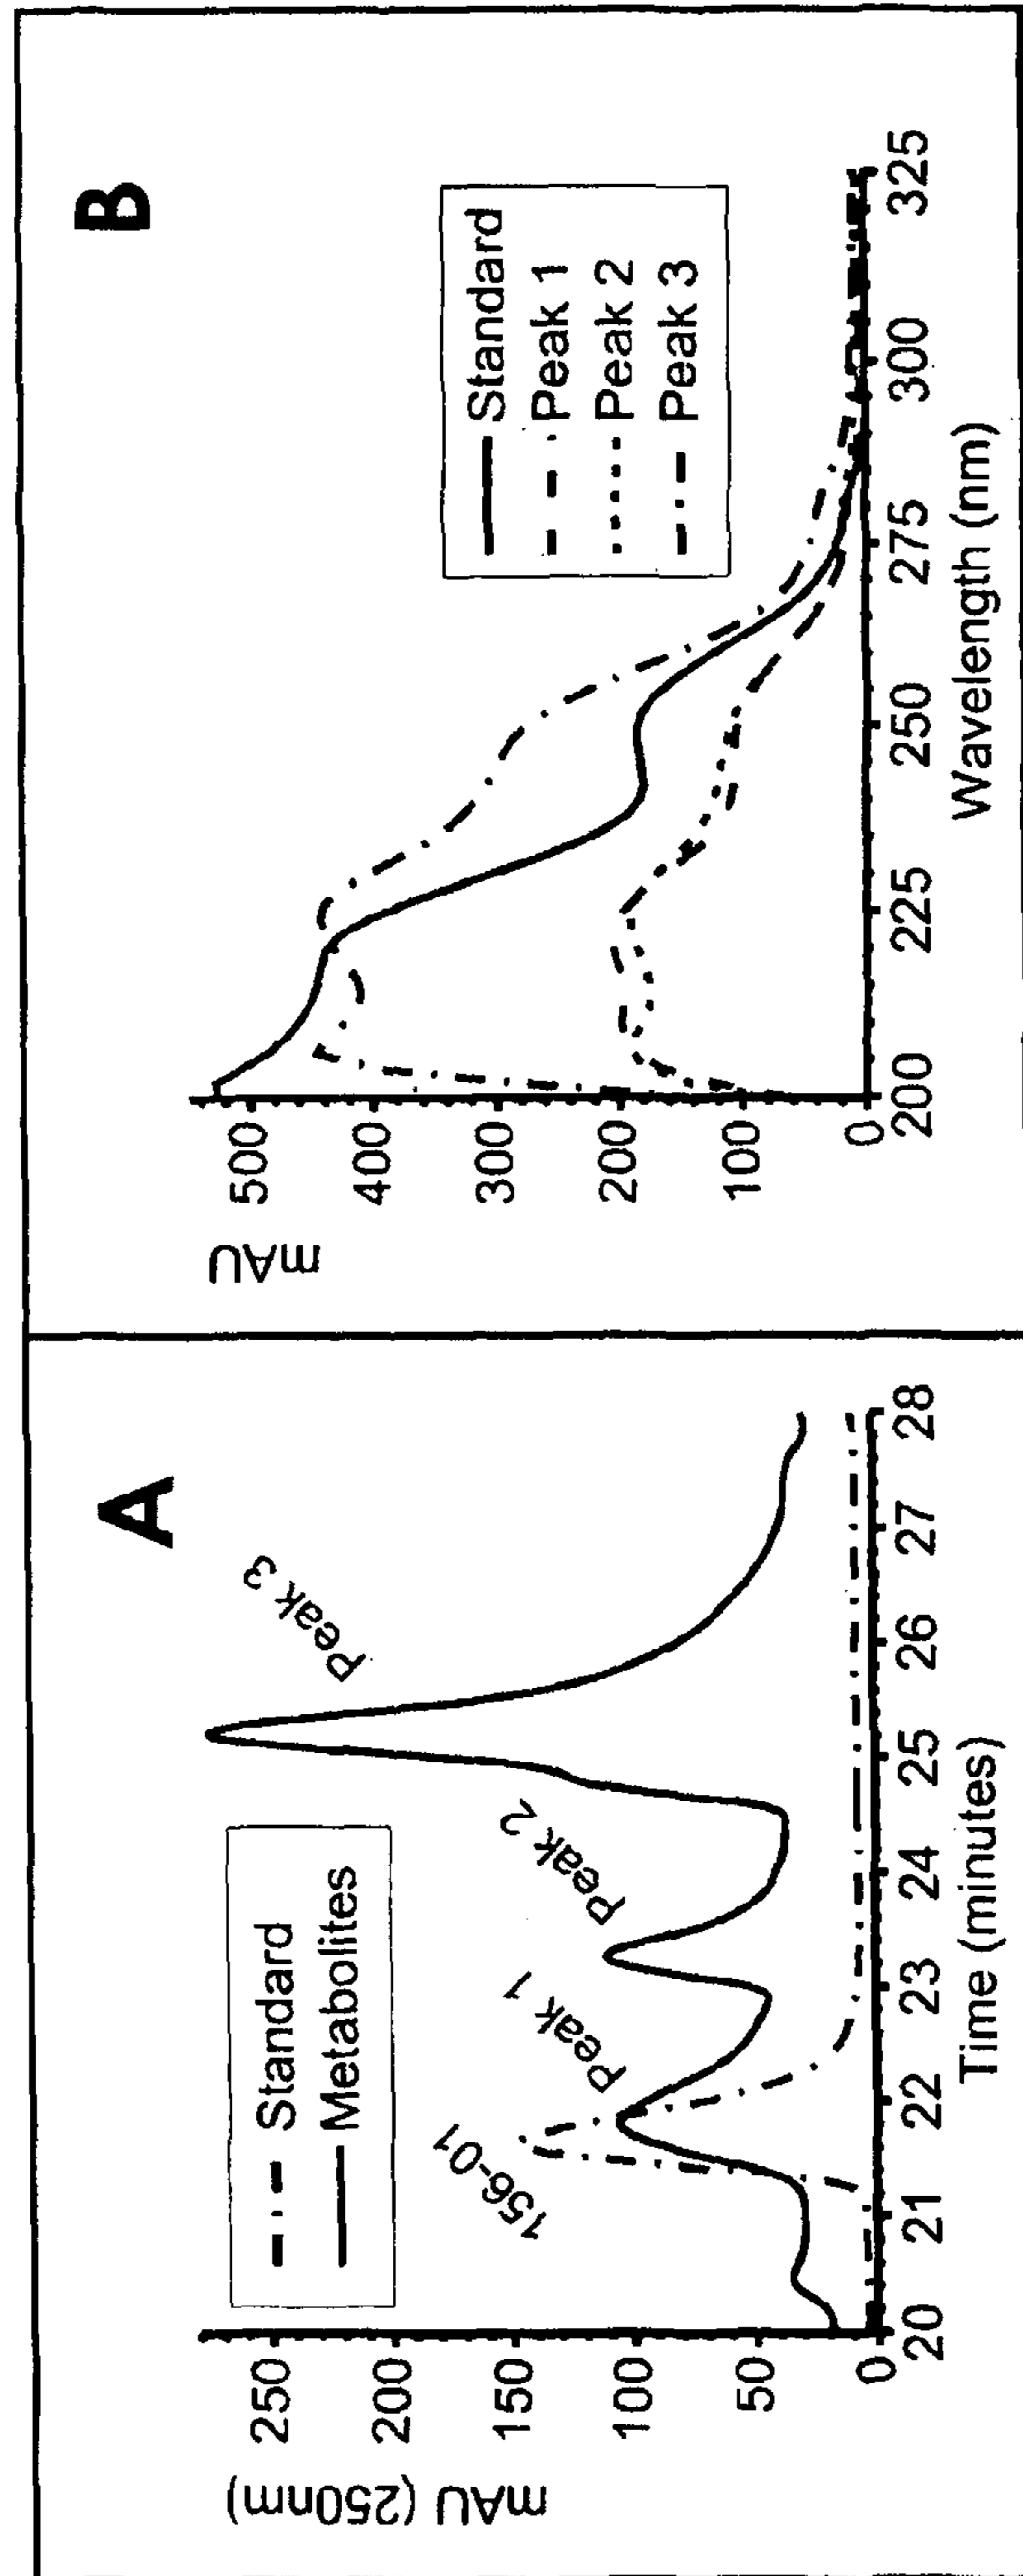 A
mAU (250nm)
250
200
150
100
50
0
Standard
Metabolites
156-01
Peak 1
Peak 2
Peak 3
20
21
22
23
24
25
26
27
28
Time (minutes)
B
mAU
500
400
300
200
100
0
Standard
Peak 1
Peak 2
Peak 3
200
225
250
275
300
325
Wavelength (nm)